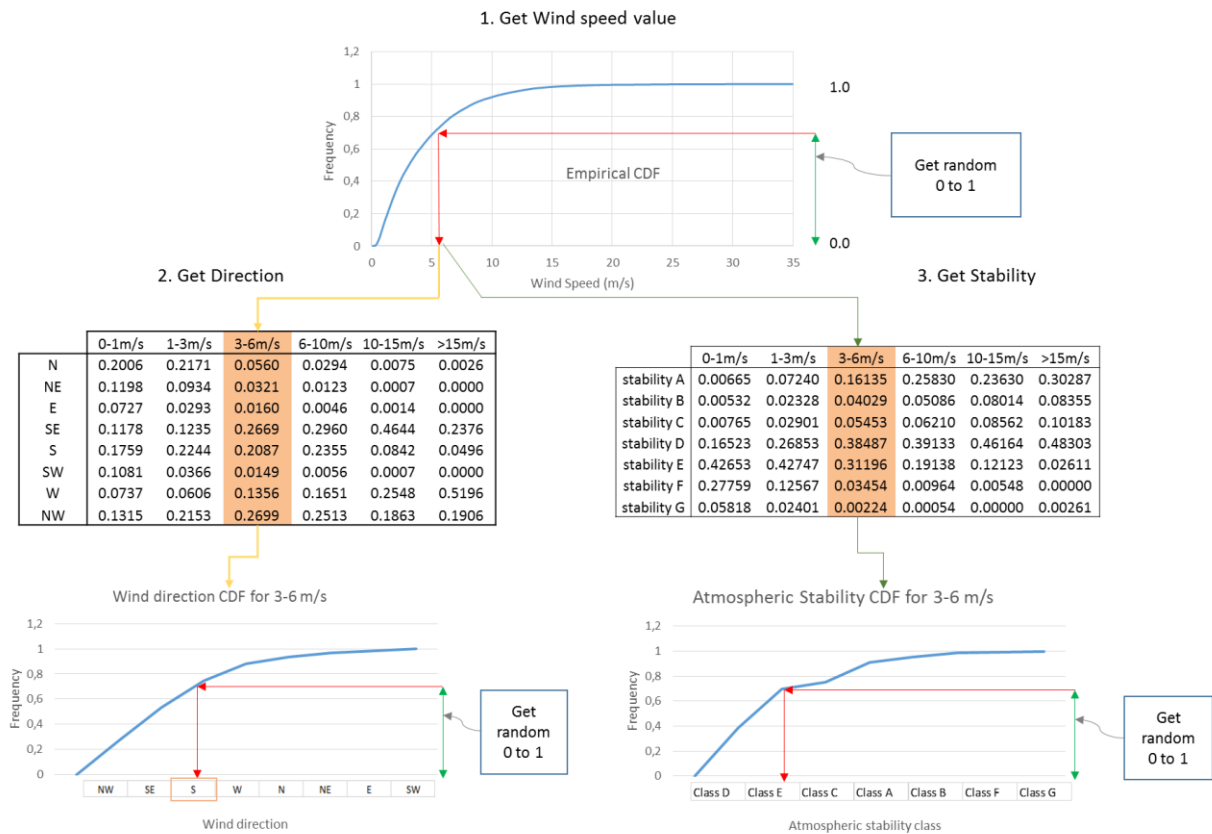 1. Get Wind speed value
1,2
1
0,8
0,6
0,4
0,2
0
Frequency
Empirical CDF
0 5 10 15 20 25 30 35
Wind Speed (m/s)
1.0
0.0
Get random
0 to 1
2. Get Direction
3. Get Stability
0-1m/s 1-3m/s 3-6m/s 6-10m/s 10-15m/s >15m/s
N 0.2006 0.2171 0.0560 0.0294 0.0075 0.0026
NE 0.1198 0.0934 0.0321 0.0123 0.0007 0.0000
E 0.0727 0.0293 0.0160 0.0046 0.0014 0.0000
SE 0.1178 0.1235 0.2669 0.2960 0.4644 0.2376
S 0.1759 0.2244 0.2087 0.2355 0.0842 0.0496
SW 0.1081 0.0366 0.0149 0.0056 0.0007 0.0000
W 0.0737 0.0606 0.1356 0.1651 0.2548 0.5196
NW 0.1315 0.2153 0.2699 0.2513 0.1863 0.1906
0-1m/s 1-3m/s 3-6m/s 6-10m/s 10-15m/s >15m/s
stability A 0.00665 0.07240 0.16135 0.25830 0.23630 0.30287
stability B 0.00532 0.02328 0.04029 0.05086 0.08014 0.08355
stability C 0.00765 0.02901 0.05453 0.06210 0.08562 0.10183
stability D 0.16523 0.26853 0.38487 0.39133 0.46164 0.48303
stability E 0.42653 0.42747 0.31196 0.19138 0.12123 0.02611
stability F 0.27759 0.12567 0.03454 0.00964 0.00548 0.00000
stability G 0.05818 0.02401 0.00224 0.00054 0.00000 0.00261
Wind direction CDF for 3-6 m/s
1,2
1
0,8
0,6
0,4
0,2
0
Frequency
NW SE S W N NE E SW
Wind direction
Get
random
0 to 1
Atmospheric Stability CDF for 3-6 m/s
1,2
1
0,8
0,6
0,4
0,2
0
Frequency
Class D Class E Class C Class A Class B Class F Class G
Atmospheric stability class
Get
random
0 to 1